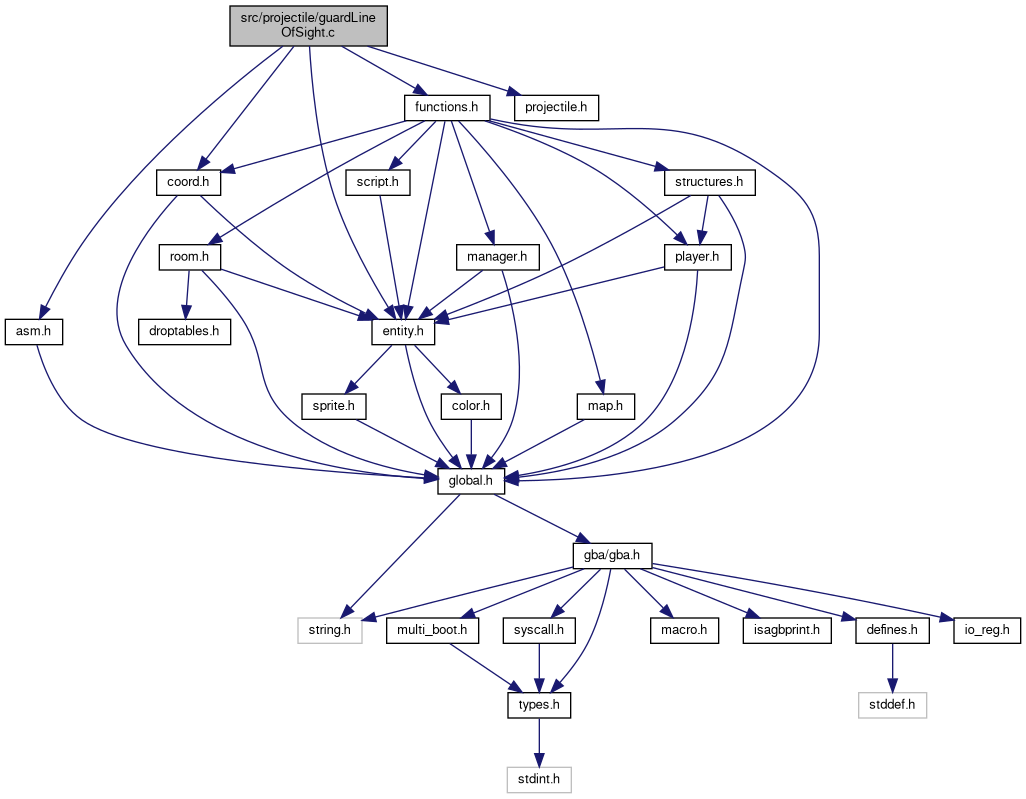 src/projectile/guardLine
OfSight.c
functions.h
projectile.h
coord.h
script.h
structures.h
room.h
manager.h
player.h
asm.h
droptables.h
entity.h
sprite.h
color.h
map.h
global.h
gba/gba.h
string.h
multi_boot.h
syscall.h
macro.h
isagbprint.h
defines.h
io_reg.h
types.h
stddef.h
stdint.h